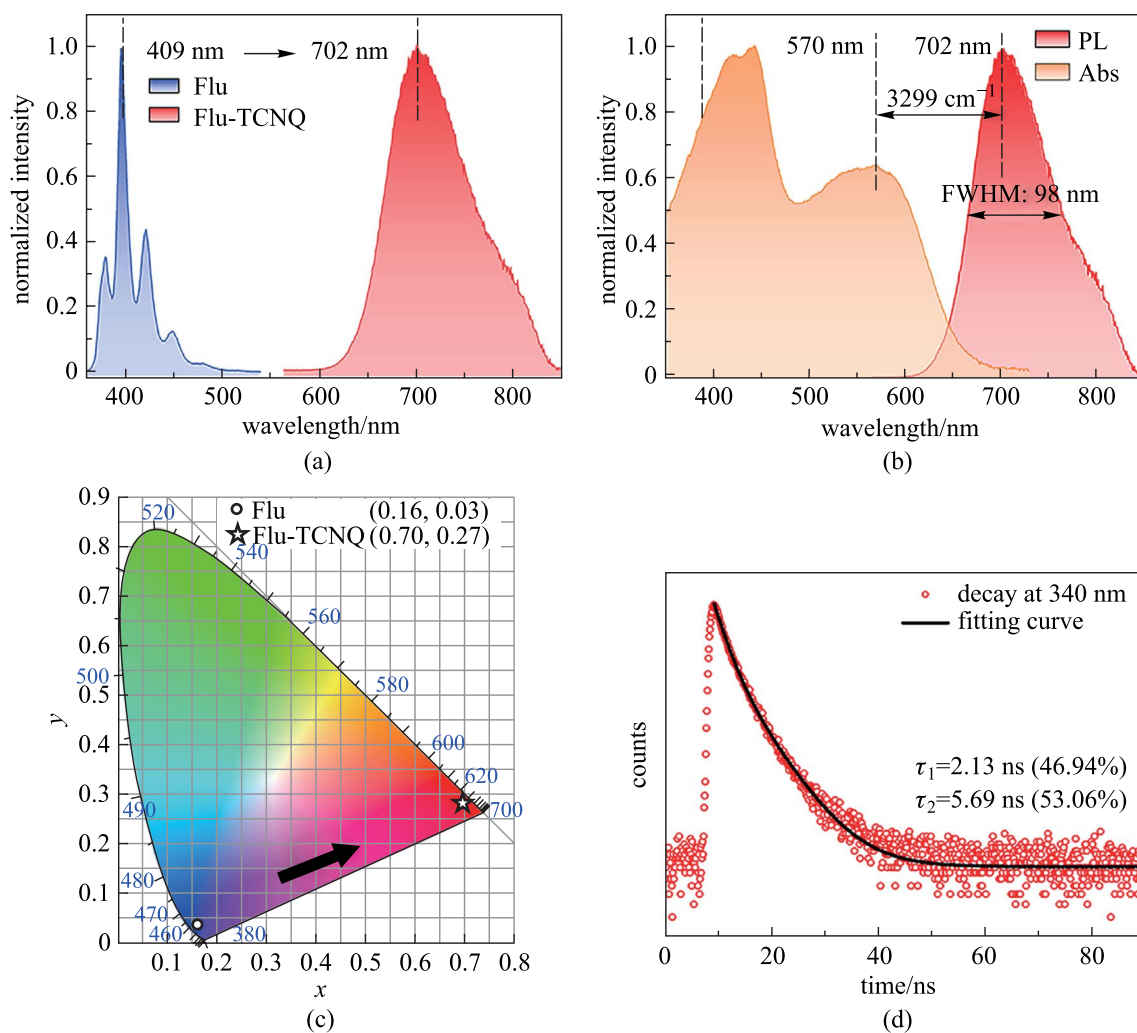 409 nm → 702 nm
Flu
Flu-TCNQ
1.0
0.8
0.6
0.4
0.2
0
normalized intensity
400 500 600 700 800
wavelength/nm
(a)
570 nm 702 nm
PL
Abs
3299 cm⁻¹
FWHM: 98 nm
1.0
0.8
0.6
0.4
0.2
0
normalized intensity
400 500 600 700 800
wavelength/nm
(b)
Flu (0.16, 0.03)
Flu-TCNQ (0.70, 0.27)
0.9
0.8
0.7
0.6
0.5
0.4
0.3
0.2
0.1
0
y
520
540
560
500
580
600
620
490
700
480
470
460
380
0.1 0.2 0.3 0.4 0.5 0.6 0.7 0.8
x
(c)
decay at 340 nm
fitting curve
counts
τ₁=2.13 ns (46.94%)
τ₂=5.69 ns (53.06%)
0 20 40 60 80
time/ns
(d)